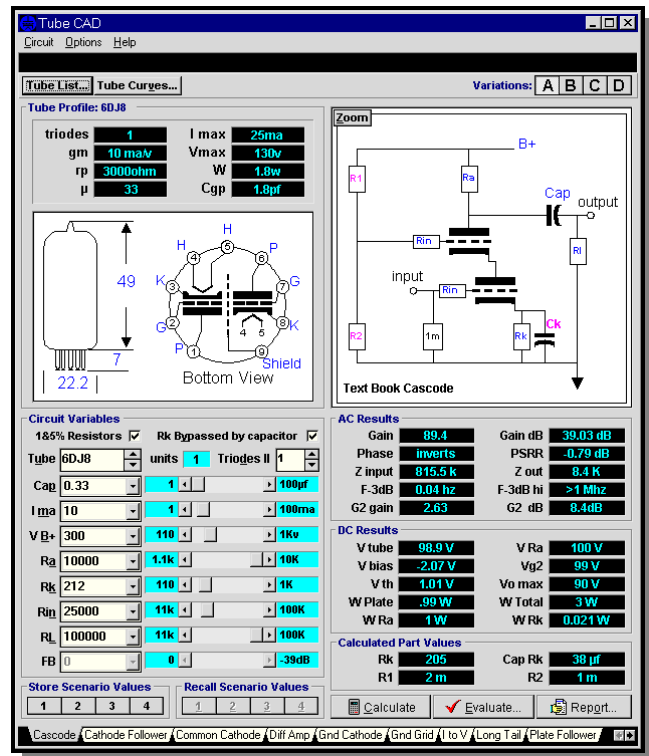 Tube CAD
Circuit Options Help
Tube List... Tube Curves... Variations: A B C D
Tube Profile: 6DJ8
triodes 1 I max 25ma
gm 10 ma/v Vmax 130v
rp 3000ohm W 1.8w
µ 33 Cgp 1.8pf
49
7
22.2
H
H P
4 5 6
K 3 7 G
G 2 4 5 8 K
P 1 9 Shield
Bottom View
Zoom
B+
R1 Ra
Cap output
Rin Rl
input
Rin
R2 1m Rk Ck
Text Book Cascode
Circuit Variables
1&5% Resistors Rk Bypassed by capacitor
Tube 6DJ8 units 1 Triodes II 1
Cap 0.33 1 100µf
I ma 10 1 100ma
V B+ 300 110 1Kv
Ra 10000 1.1k 10K
Rk 212 110 1K
Rin 25000 11k 100K
RL 100000 11k 100K
FB 0 0 -39dB
Store Scenario Values Recall Scenario Values
1 2 3 4 1 2 3 4
AC Results
Gain 89.4 Gain dB 39.03 dB
Phase inverts PSRR -0.79 dB
Z input 815.5 k Z out 8.4 K
F-3dB 0.04 hz F-3dB hi >1 Mhz
G2 gain 2.63 G2 dB 8.4dB
DC Results
V tube 98.9 V V Ra 100 V
V bias -2.07 V Vg2 99 V
V th 1.01 V Vo max 90 V
W Plate .99 W W Total 3 W
W Ra 1 W W Rk 0.021 W
Calculated Part Values
Rk 205 Cap Rk 38 µf
R1 2 m R2 1 m
Calculate Evaluate... Report...
Cascode Cathode Follower Common Cathode Diff Amp Gnd Cathode Gnd Grid I to V Long Tail Plate Follower